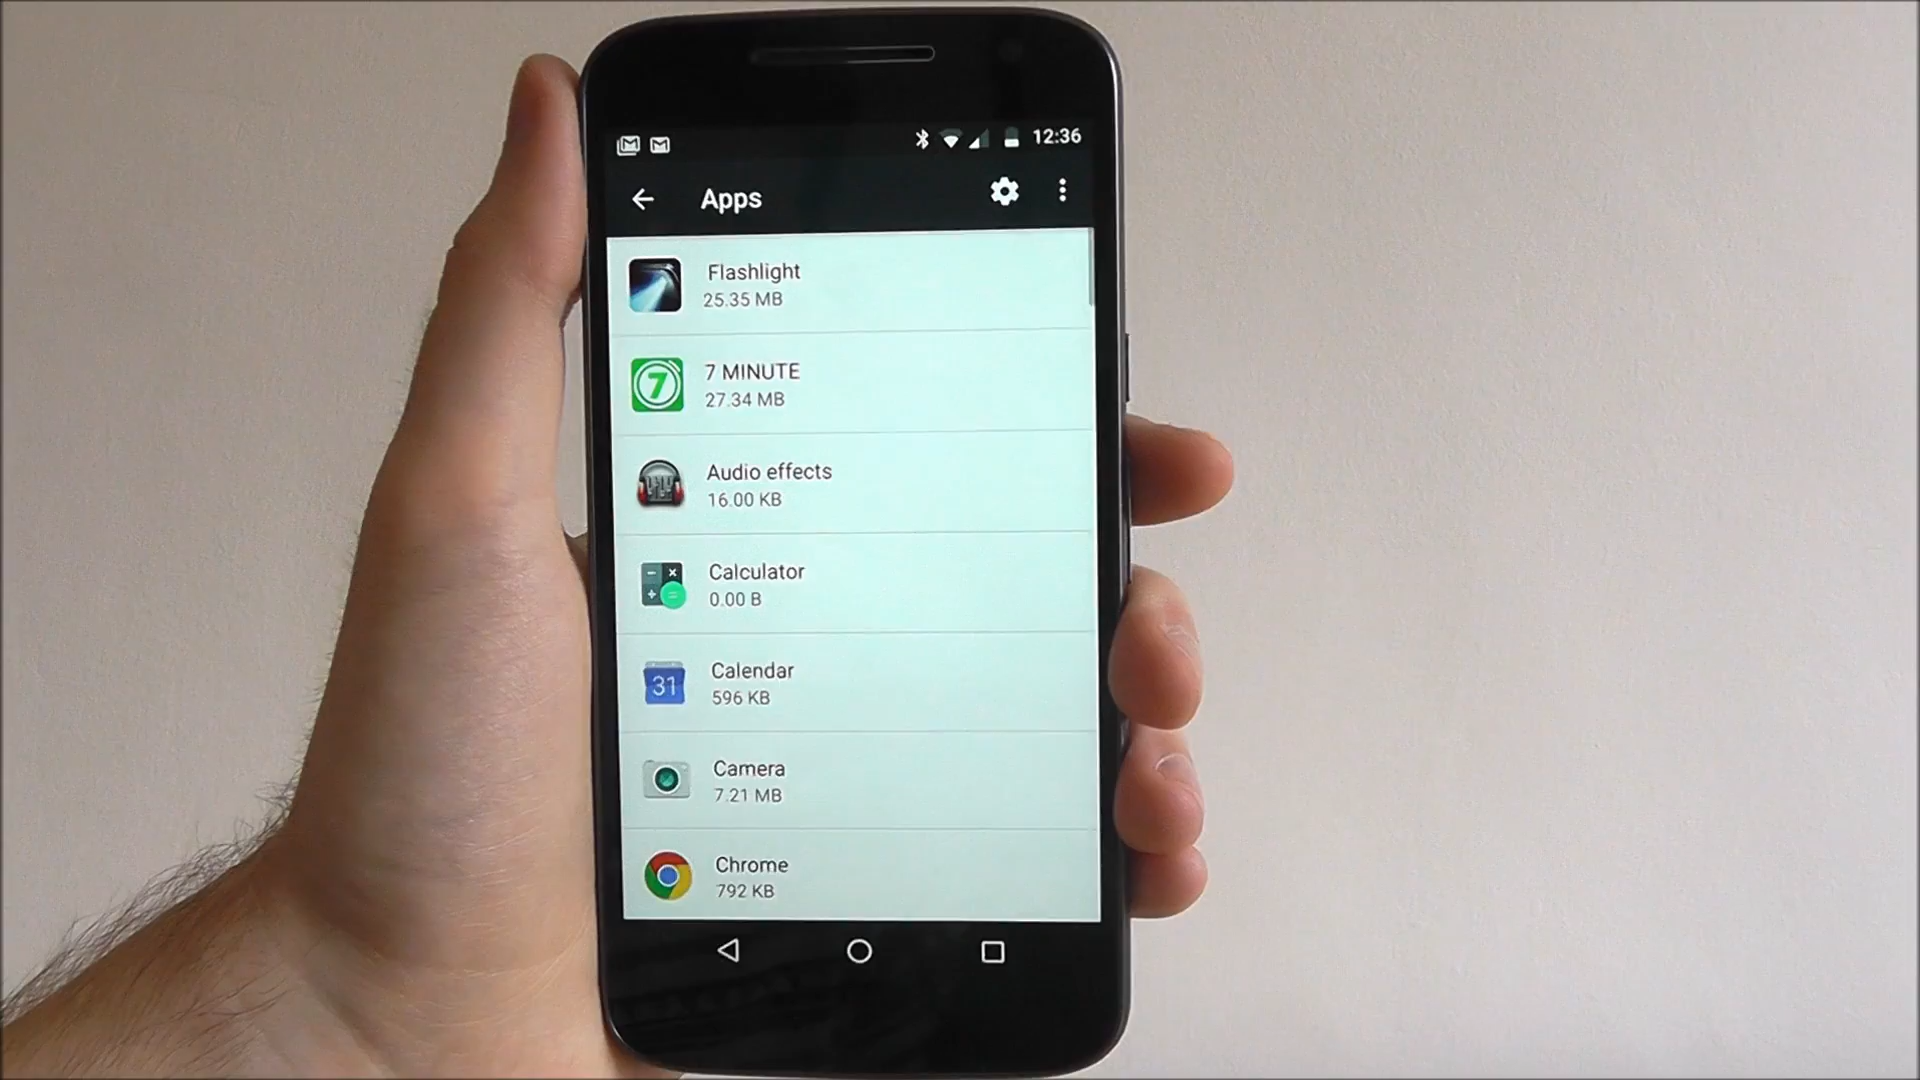 12:36
Apps
Flashlight
25.35 MB
7 MINUTE
27.34 MB
Audio effects
16.00 KB
Calculator
0.00 B
31
Calendar
596 KB
Camera
7.21 MB
Chrome
792 KB